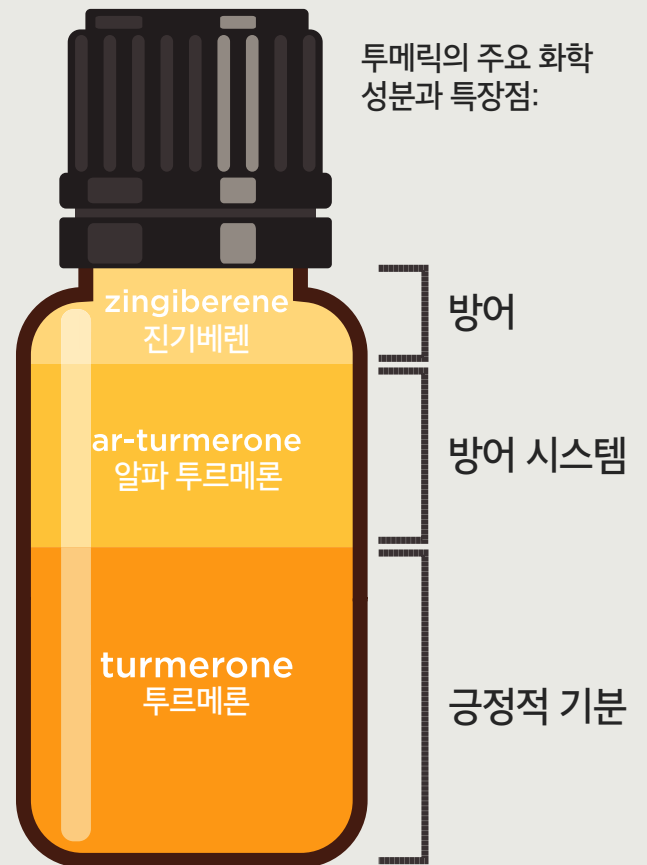 투메릭의 주요 화학
성분과 특장점:
zingiberene
진기베렌
방어
ar-turmerone
알파 투르메론
방어 시스템
turmerone
투르메론
긍정적 기분